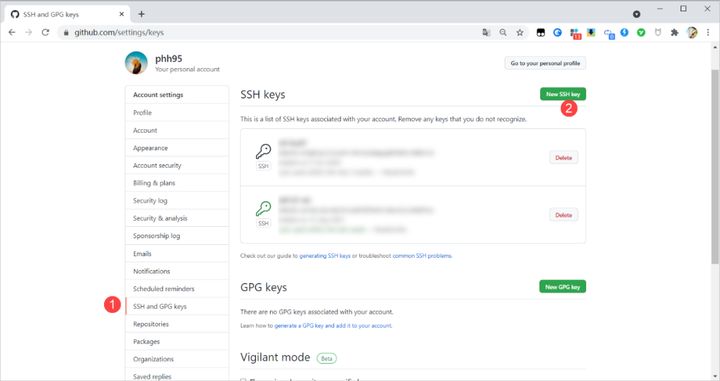 SSH and GPG keys
github.com/settings/keys
13
0
phh95
Your personal account
Go to your personal profile
Account settings
Profile
Account
Appearance
Account security
Billing & plans
Security log
Security & analysis
Sponsorship log
Emails
Notifications
Scheduled reminders
1
SSH and GPG keys
Repositories
Packages
Organizations
Saved replies
SSH keys
New SSH key
2
This is a list of SSH keys associated with your account. Remove any keys that you do not recognize.
SSH
Delete
SSH
Delete
Check out our guide to generating SSH keys or troubleshoot common SSH problems.
GPG keys
New GPG key
There are no GPG keys associated with your account.
Learn how to generate a GPG key and add it to your account.
Vigilant mode
Beta